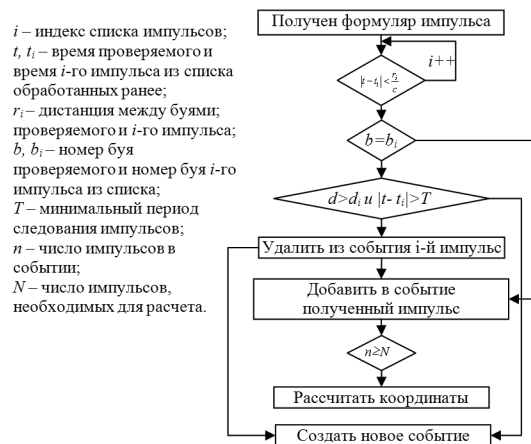 i – индекс списка импульсов;
t, tᵢ – время проверяемого и
время i-го импульса из списка
обработанных ранее;
rᵢ – дистанция между буями
проверяемого и i-го импульса;
b, bᵢ – номер буя
проверяемого и номер буя i-го
импульса из списка;
T – минимальный период
следования импульсов;
n – число импульсов в
событии;
N – число импульсов,
необходимых для расчета.
Получен формуляр импульса
i++
|t – tᵢ| < rᵢ/c
b=bᵢ
d>dᵢ и |t- tᵢ|>T
Удалить из события i-й импульс
Добавить в событие
полученный импульс
n≥N
Рассчитать координаты
Создать новое событие